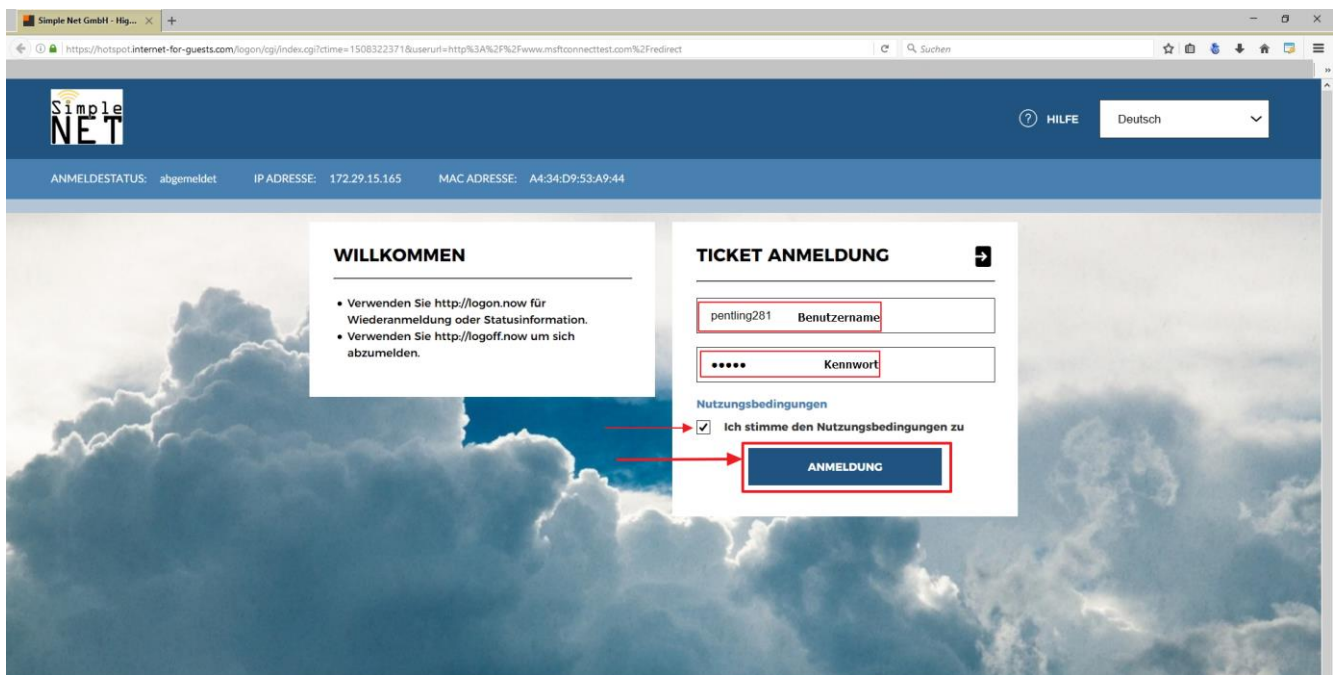 Simple Net GmbH - Hig...
https://hotspot.internet-for-guests.com/logon/cgi/index.cgi?ctime=1508322371&userurl=http%3A%2F%2Fwww.msftconnecttest.com%2Fredirect
Suchen
Simple
NET
HILFE
Deutsch
ANMELDESTATUS: abgemeldet IP ADRESSE: 172.29.15.165 MAC ADRESSE: A4:34:D9:53:A9:44
WILLKOMMEN
• Verwenden Sie http://logon.now für
Wiederanmeldung oder Statusinformation.
• Verwenden Sie http://logoff.now um sich
abzumelden.
TICKET ANMELDUNG
pentling281 Benutzername
••••• Kennwort
Nutzungsbedingungen
Ich stimme den Nutzungsbedingungen zu
ANMELDUNG